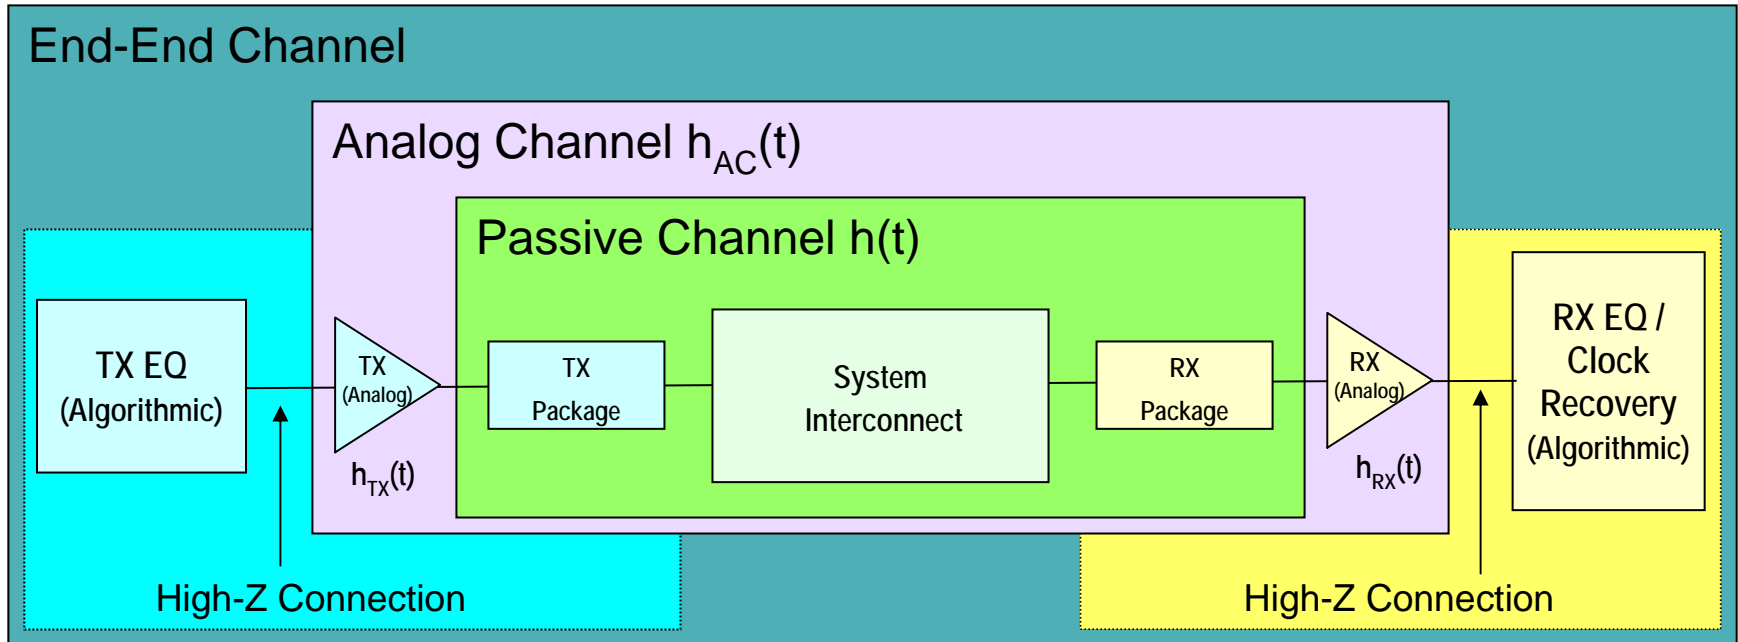 End-End Channel
Analog Channel h_AC(t)
Passive Channel h(t)
TX EQ
(Algorithmic)
TX
(Analog)
h_TX(t)
TX
Package
System
Interconnect
RX
Package
RX
(Analog)
h_RX(t)
RX EQ /
Clock
Recovery
(Algorithmic)
High-Z Connection
High-Z Connection